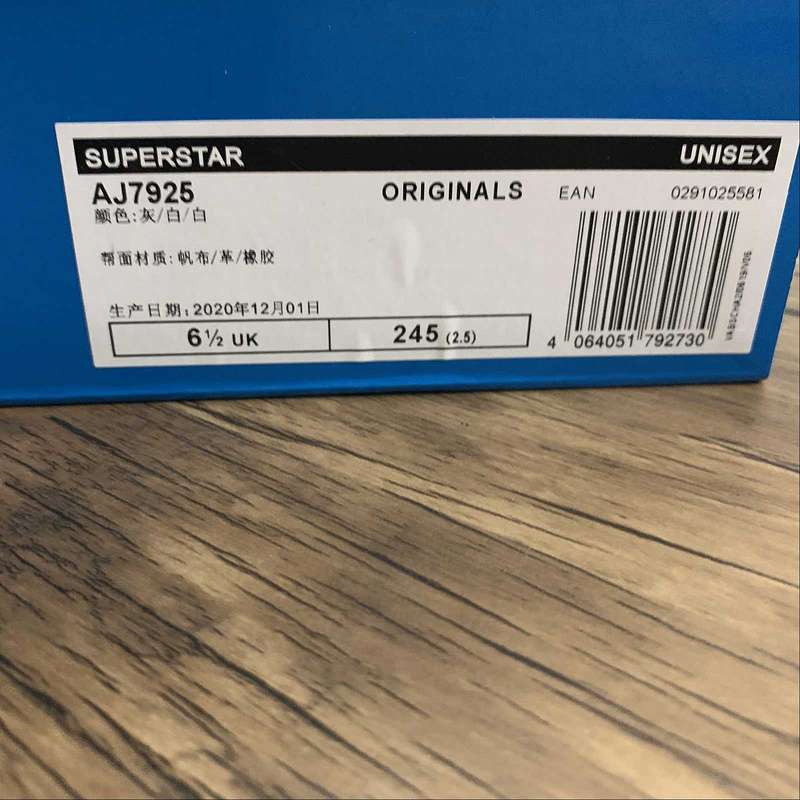 SUPERSTAR UNISEX
AJ7925 ORIGINALS EAN 0291025581
颜色:灰/白/白
帮面材质:帆布/革/橡胶
生产日期:2020年12月01日
6½ UK 245 (2.5)
4 064051 792730